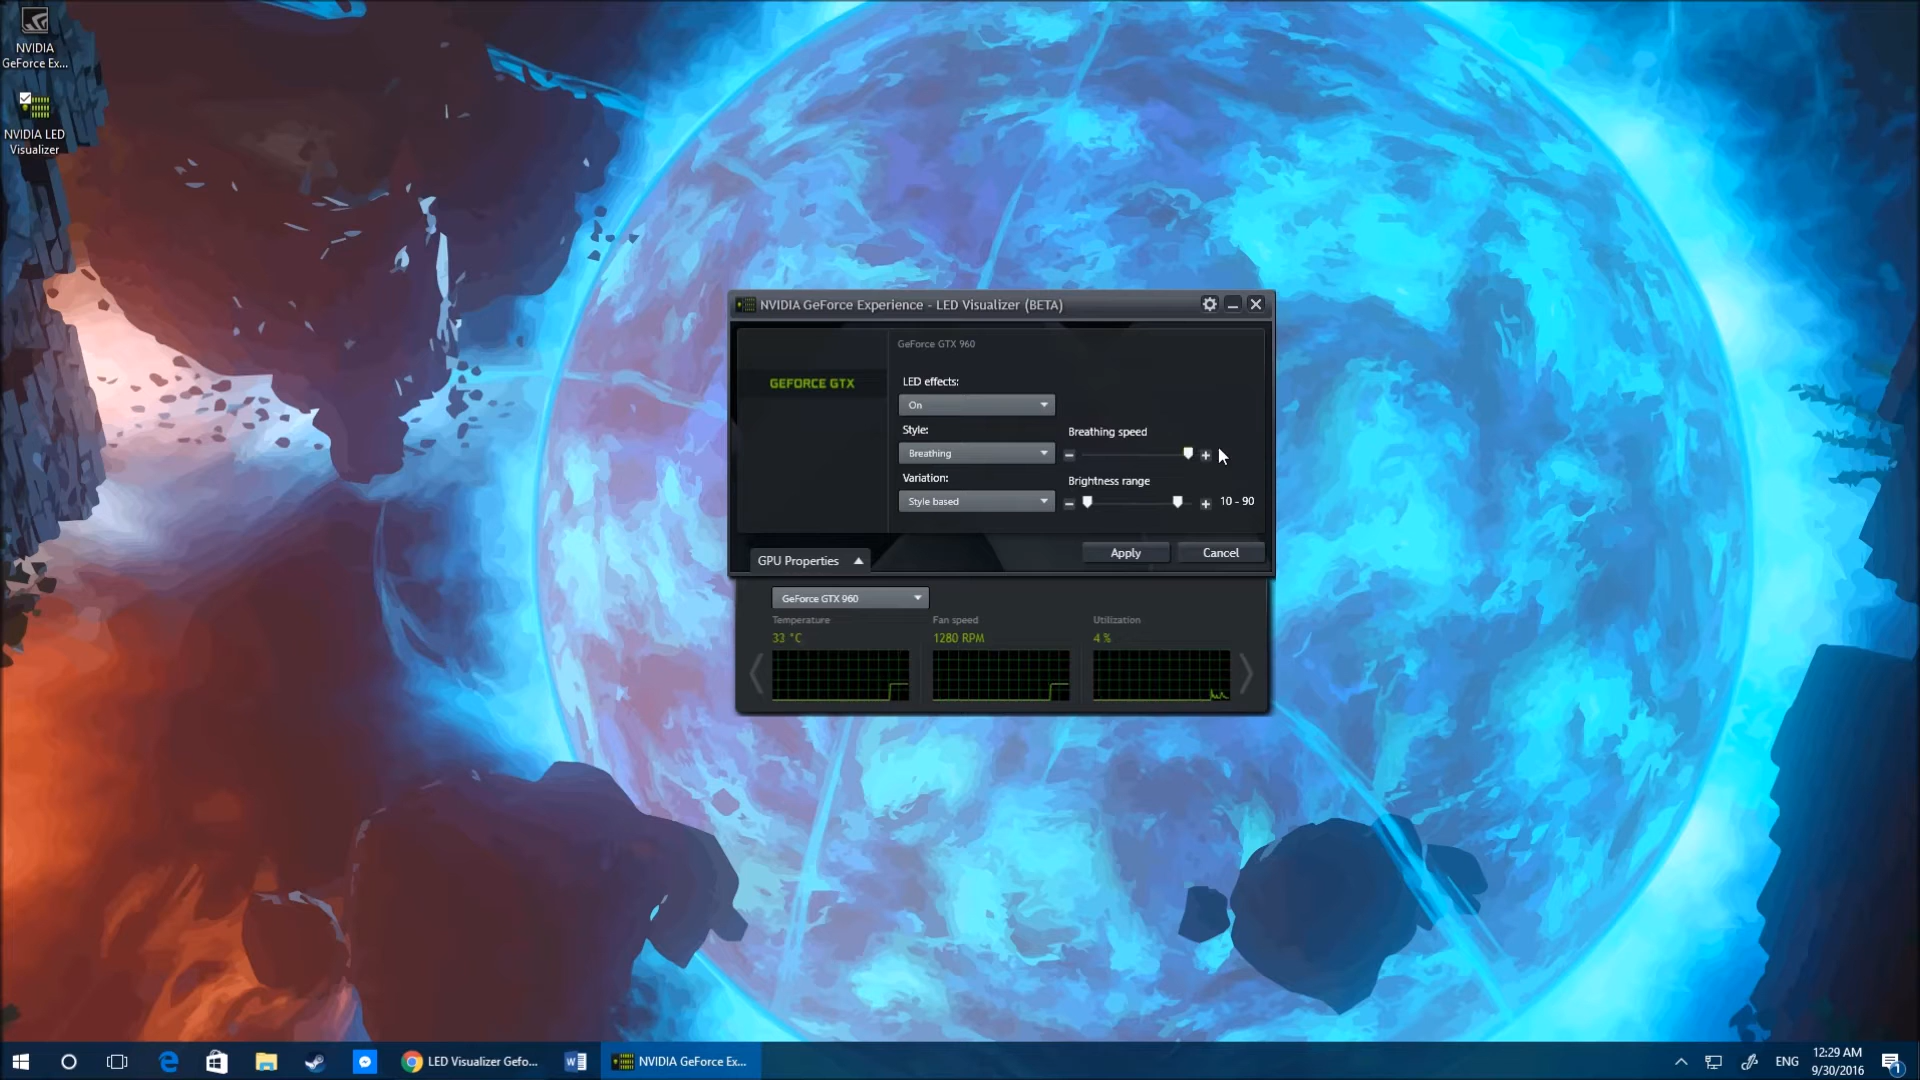 NVIDIA
GeForce Ex...
NVIDIA LED
Visualizer
NVIDIA GeForce Experience - LED Visualizer (BETA)
GEFORCE GTX
GeForce GTX 960
LED effects:
On
Style:
Breathing
Variation:
Style based
Breathing speed
Brightness range
10 - 90
Apply
Cancel
GPU Properties
GeForce GTX 960
Temperature
33 °C
Fan speed
1280 RPM
Utilization
4 %
LED Visualizer Gefo...
NVIDIA GeForce Ex...
ENG
12:29 AM
9/30/2016
1